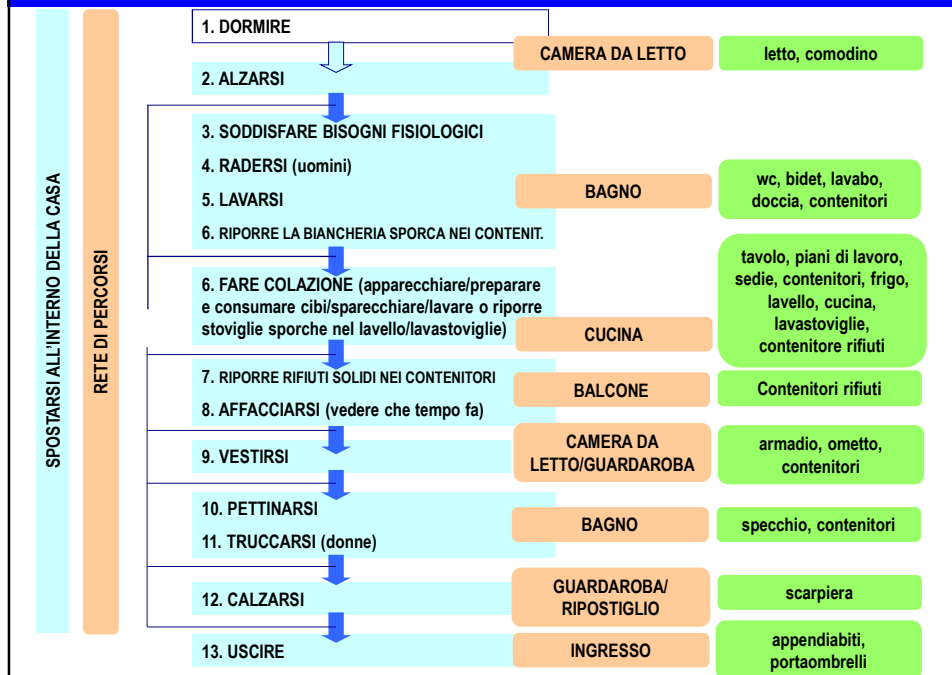 SPOSTARSI ALL'INTERNO DELLA CASA
RETE DI PERCORSI
1. DORMIRE
CAMERA DA LETTO
letto, comodino
2. ALZARSI
3. SODDISFARE BISOGNI FISIOLOGICI
4. RADERSI (uomini)
5. LAVARSI
6. RIPORRE LA BIANCHERIA SPORCA NEI CONTENIT.
BAGNO
wc, bidet, lavabo,
doccia, contenitori
6. FARE COLAZIONE (apparecchiare/preparare
e consumare cibi/sparecchiare/lavare o riporre
stoviglie sporche nel lavello/lavastoviglie)
CUCINA
tavolo, piani di lavoro,
sedie, contenitori, frigo,
lavello, cucina,
lavastoviglie,
contenitore rifiuti
7. RIPORRE RIFIUTI SOLIDI NEI CONTENITORI
8. AFFACCIARSI (vedere che tempo fa)
BALCONE
Contenitori rifiuti
9. VESTIRSI
CAMERA DA
LETTO/GUARDAROBA
armadio, ometto,
contenitori
10. PETTINARSI
11. TRUCCARSI (donne)
BAGNO
specchio, contenitori
12. CALZARSI
GUARDAROBA/
RIPOSTIGLIO
scarpiera
13. USCIRE
INGRESSO
appendiabiti,
portaombrelli